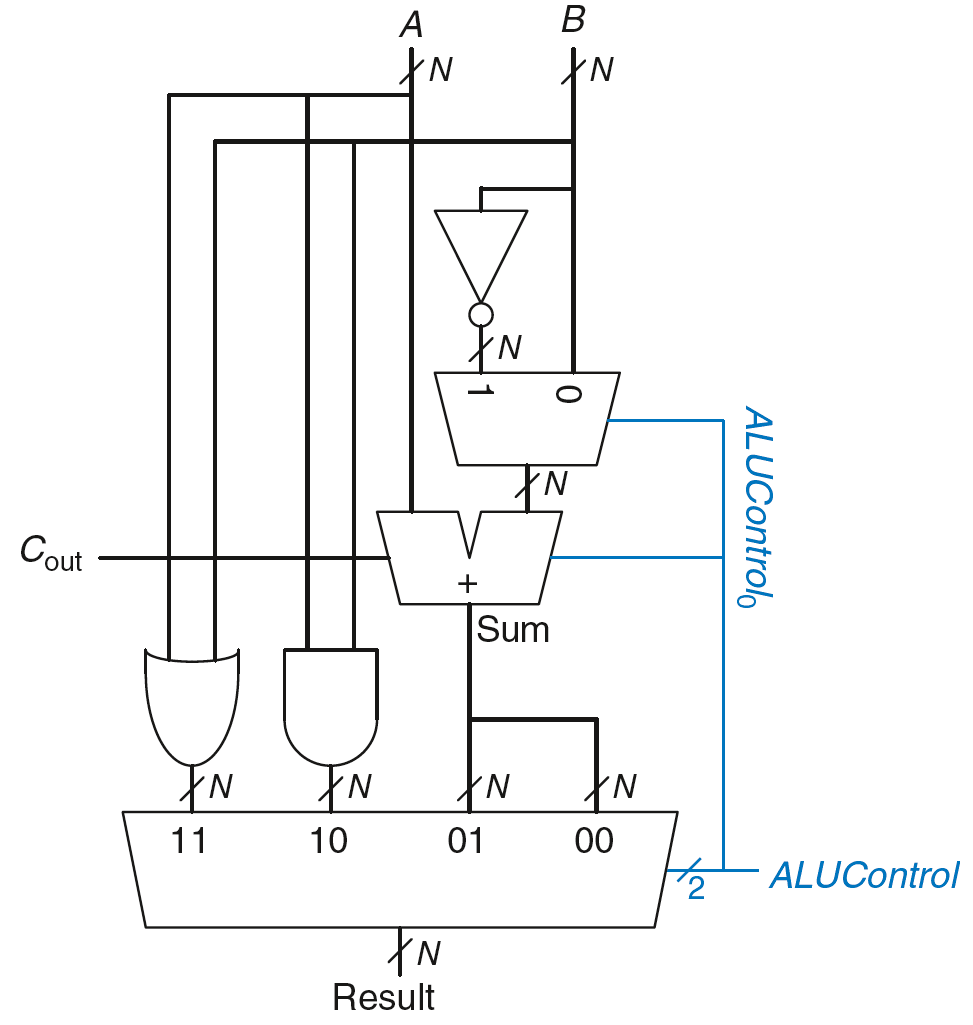 A B
N N
N
1 0
N
ALUControl0
Cout
+
Sum
N N N N
11 10 01 00
2 ALUControl
N
Result